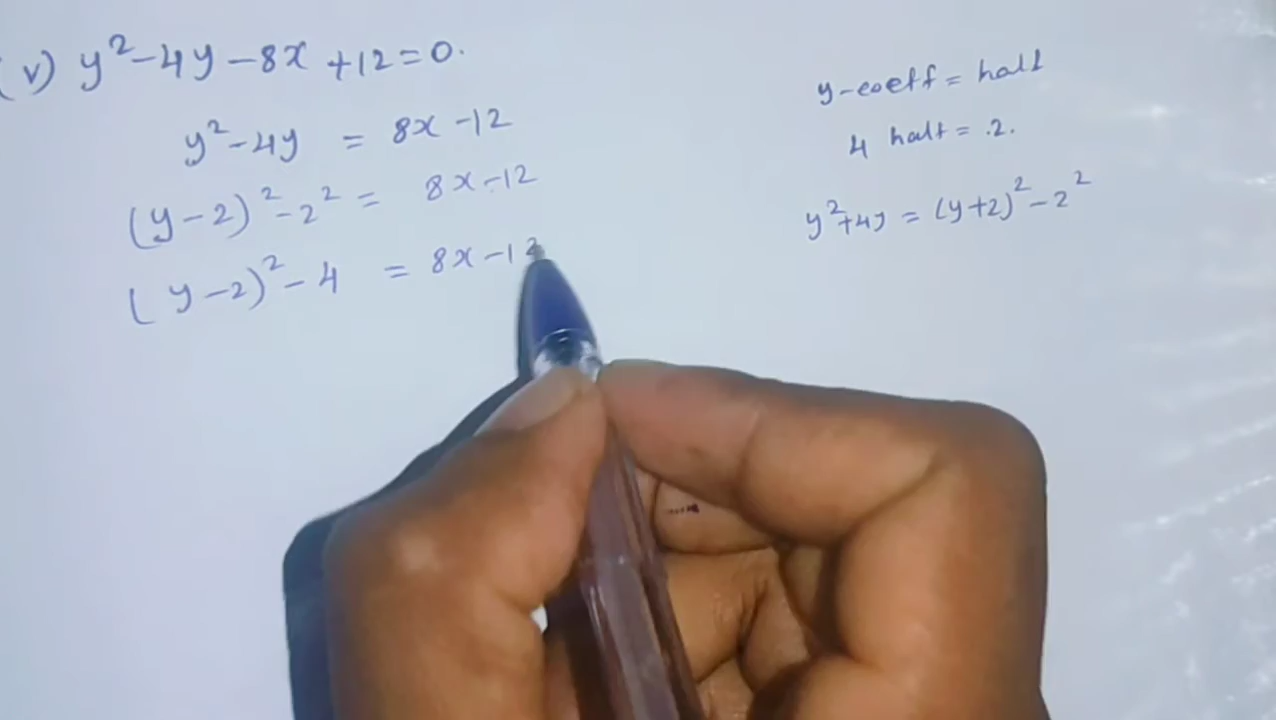 (v) y²-4y-8x+12=0.
y²-4y = 8x-12
(y-2)²-2² = 8x-12
(y-2)²-4 = 8x-12
y-coeff = half
4 half = .2.
y²+4y = (y+2)²-2²